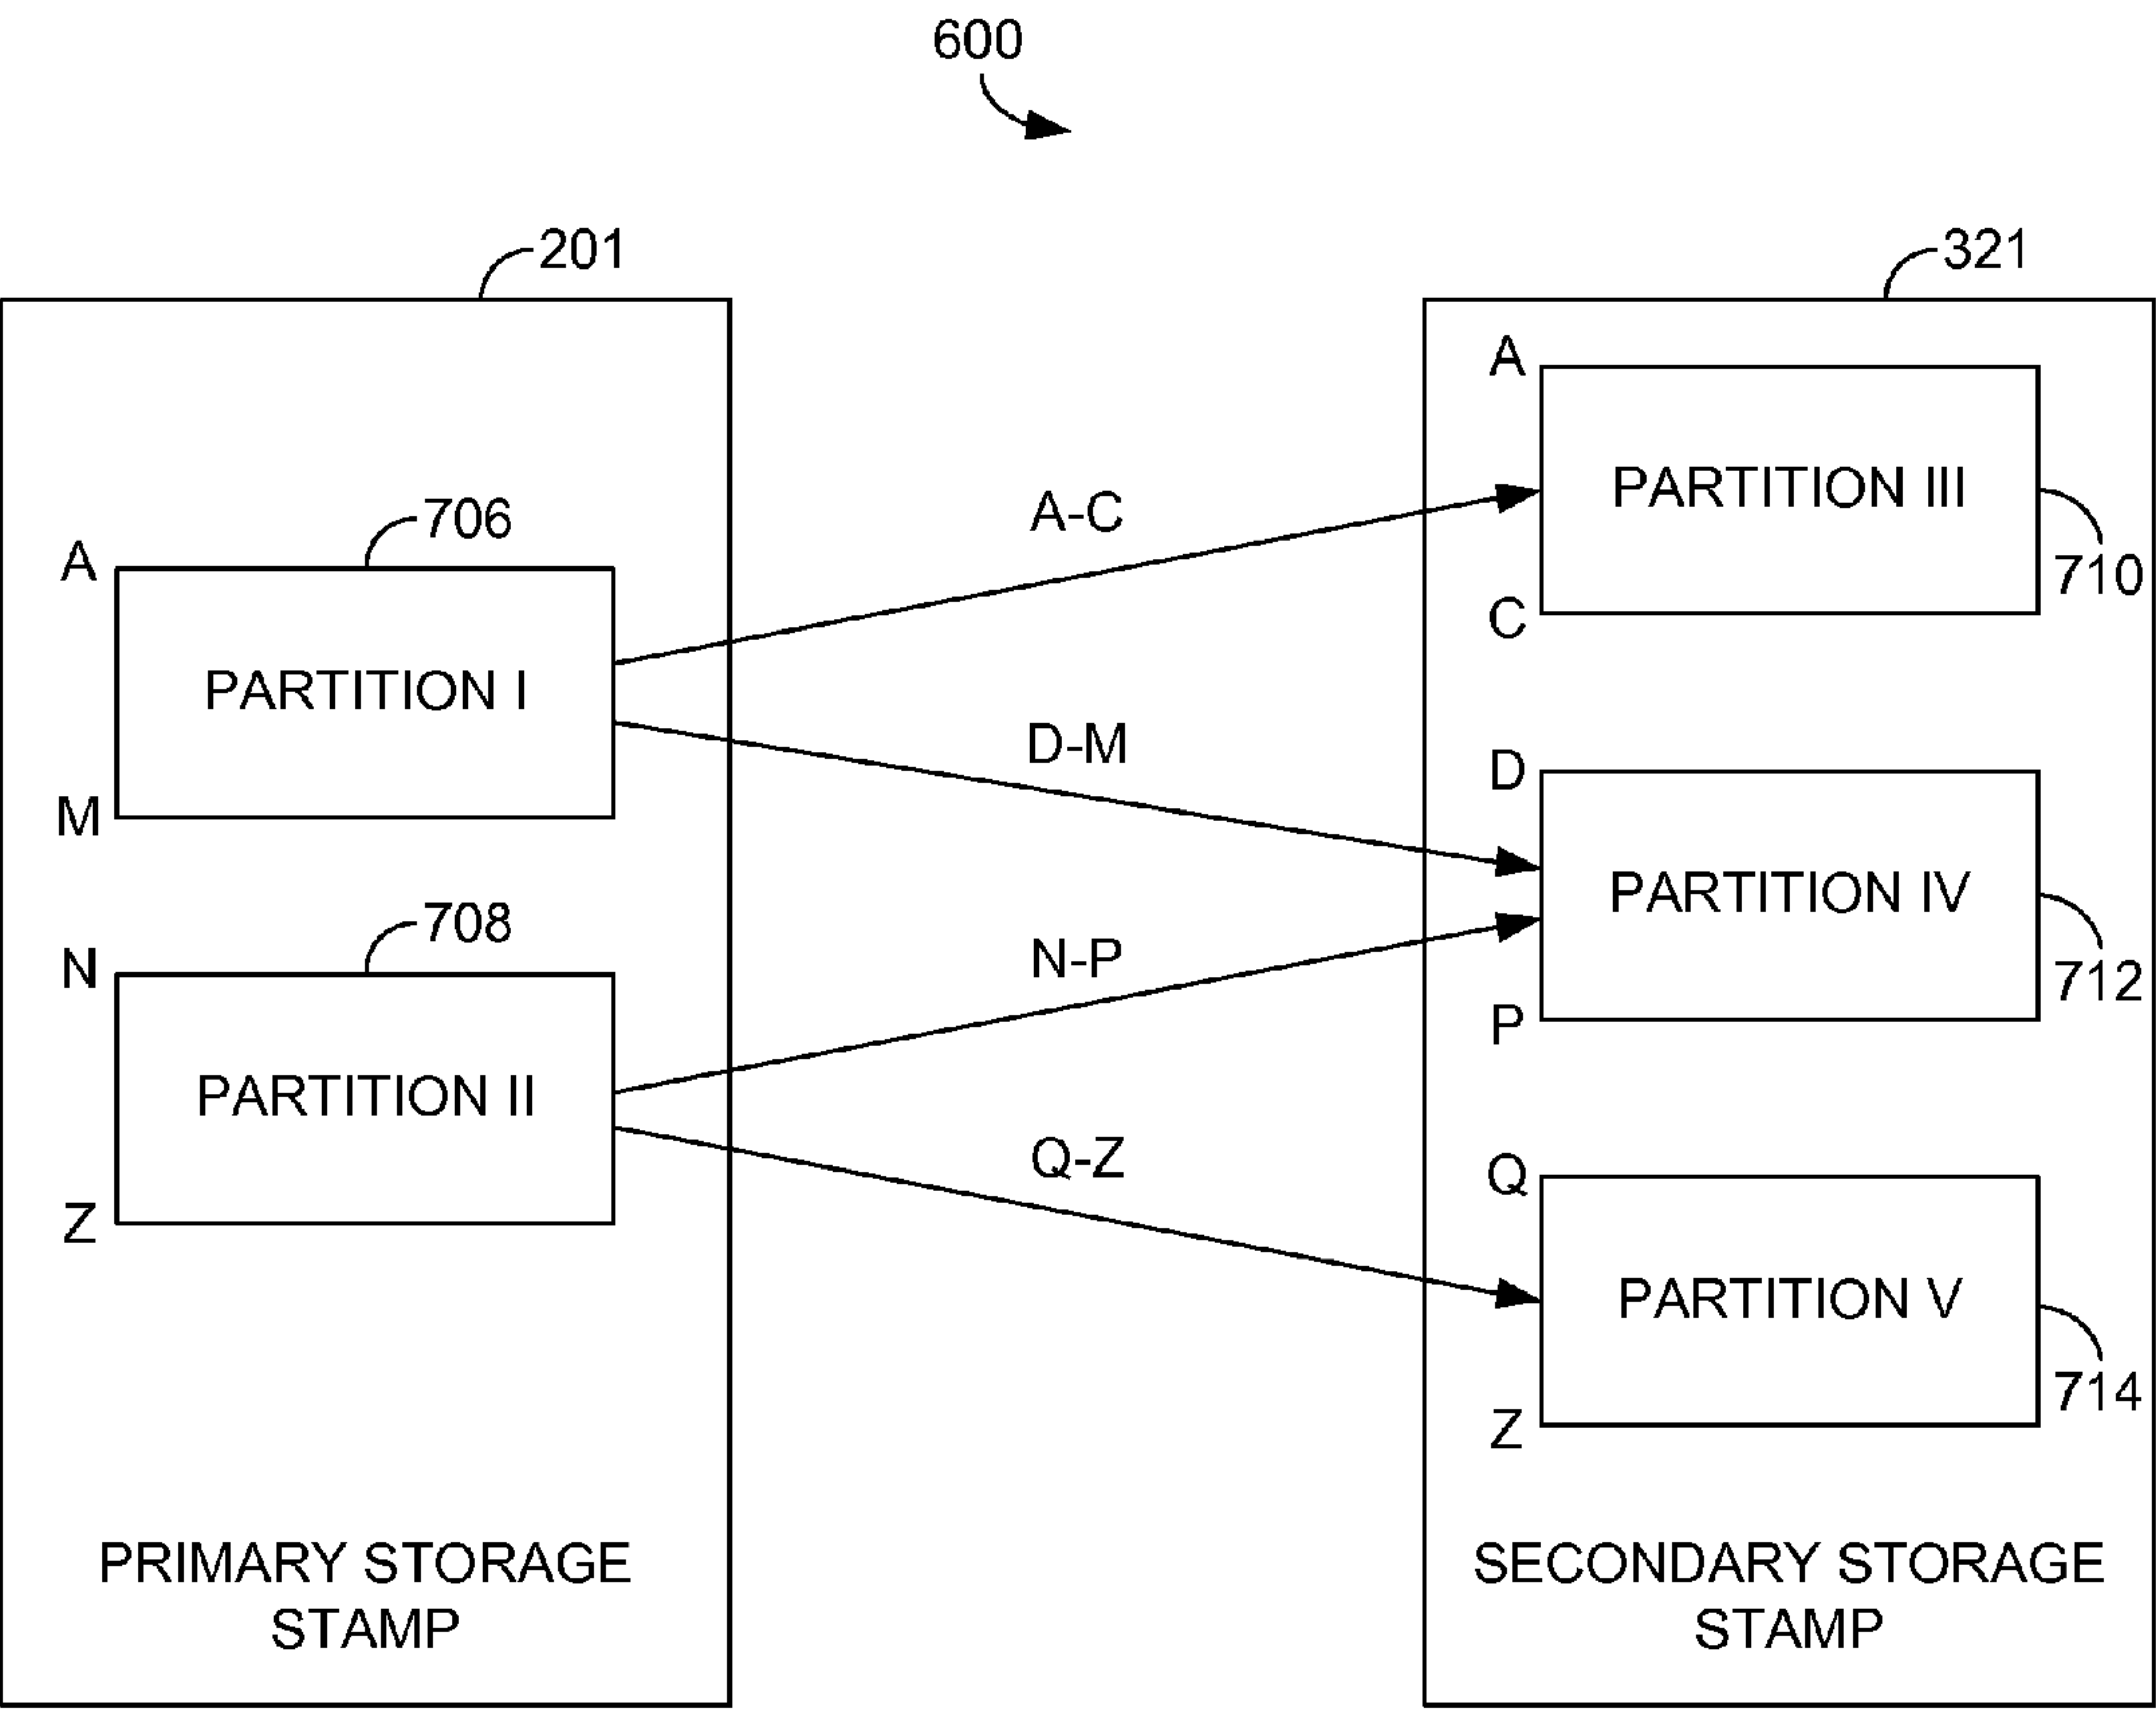 600
201
321
A
PARTITION III
710
C
A-C
706
A
PARTITION I
M
D-M
D
PARTITION IV
712
P
708
N
PARTITION II
Z
N-P
Q-Z
Q
PARTITION V
714
Z
PRIMARY STORAGE
STAMP
SECONDARY STORAGE
STAMP